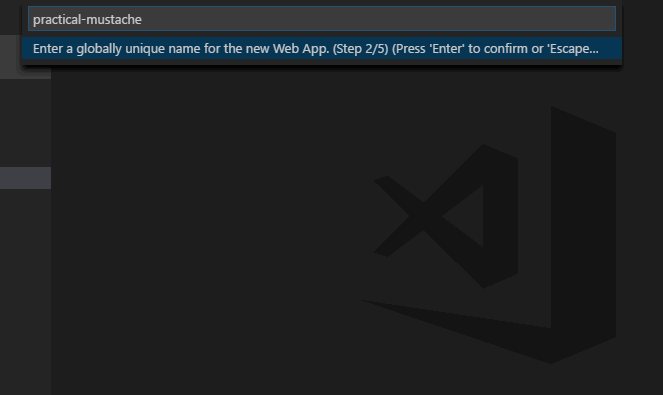 practical-mustache
Enter a globally unique name for the new Web App. (Step 2/5) (Press 'Enter' to confirm or 'Escape...